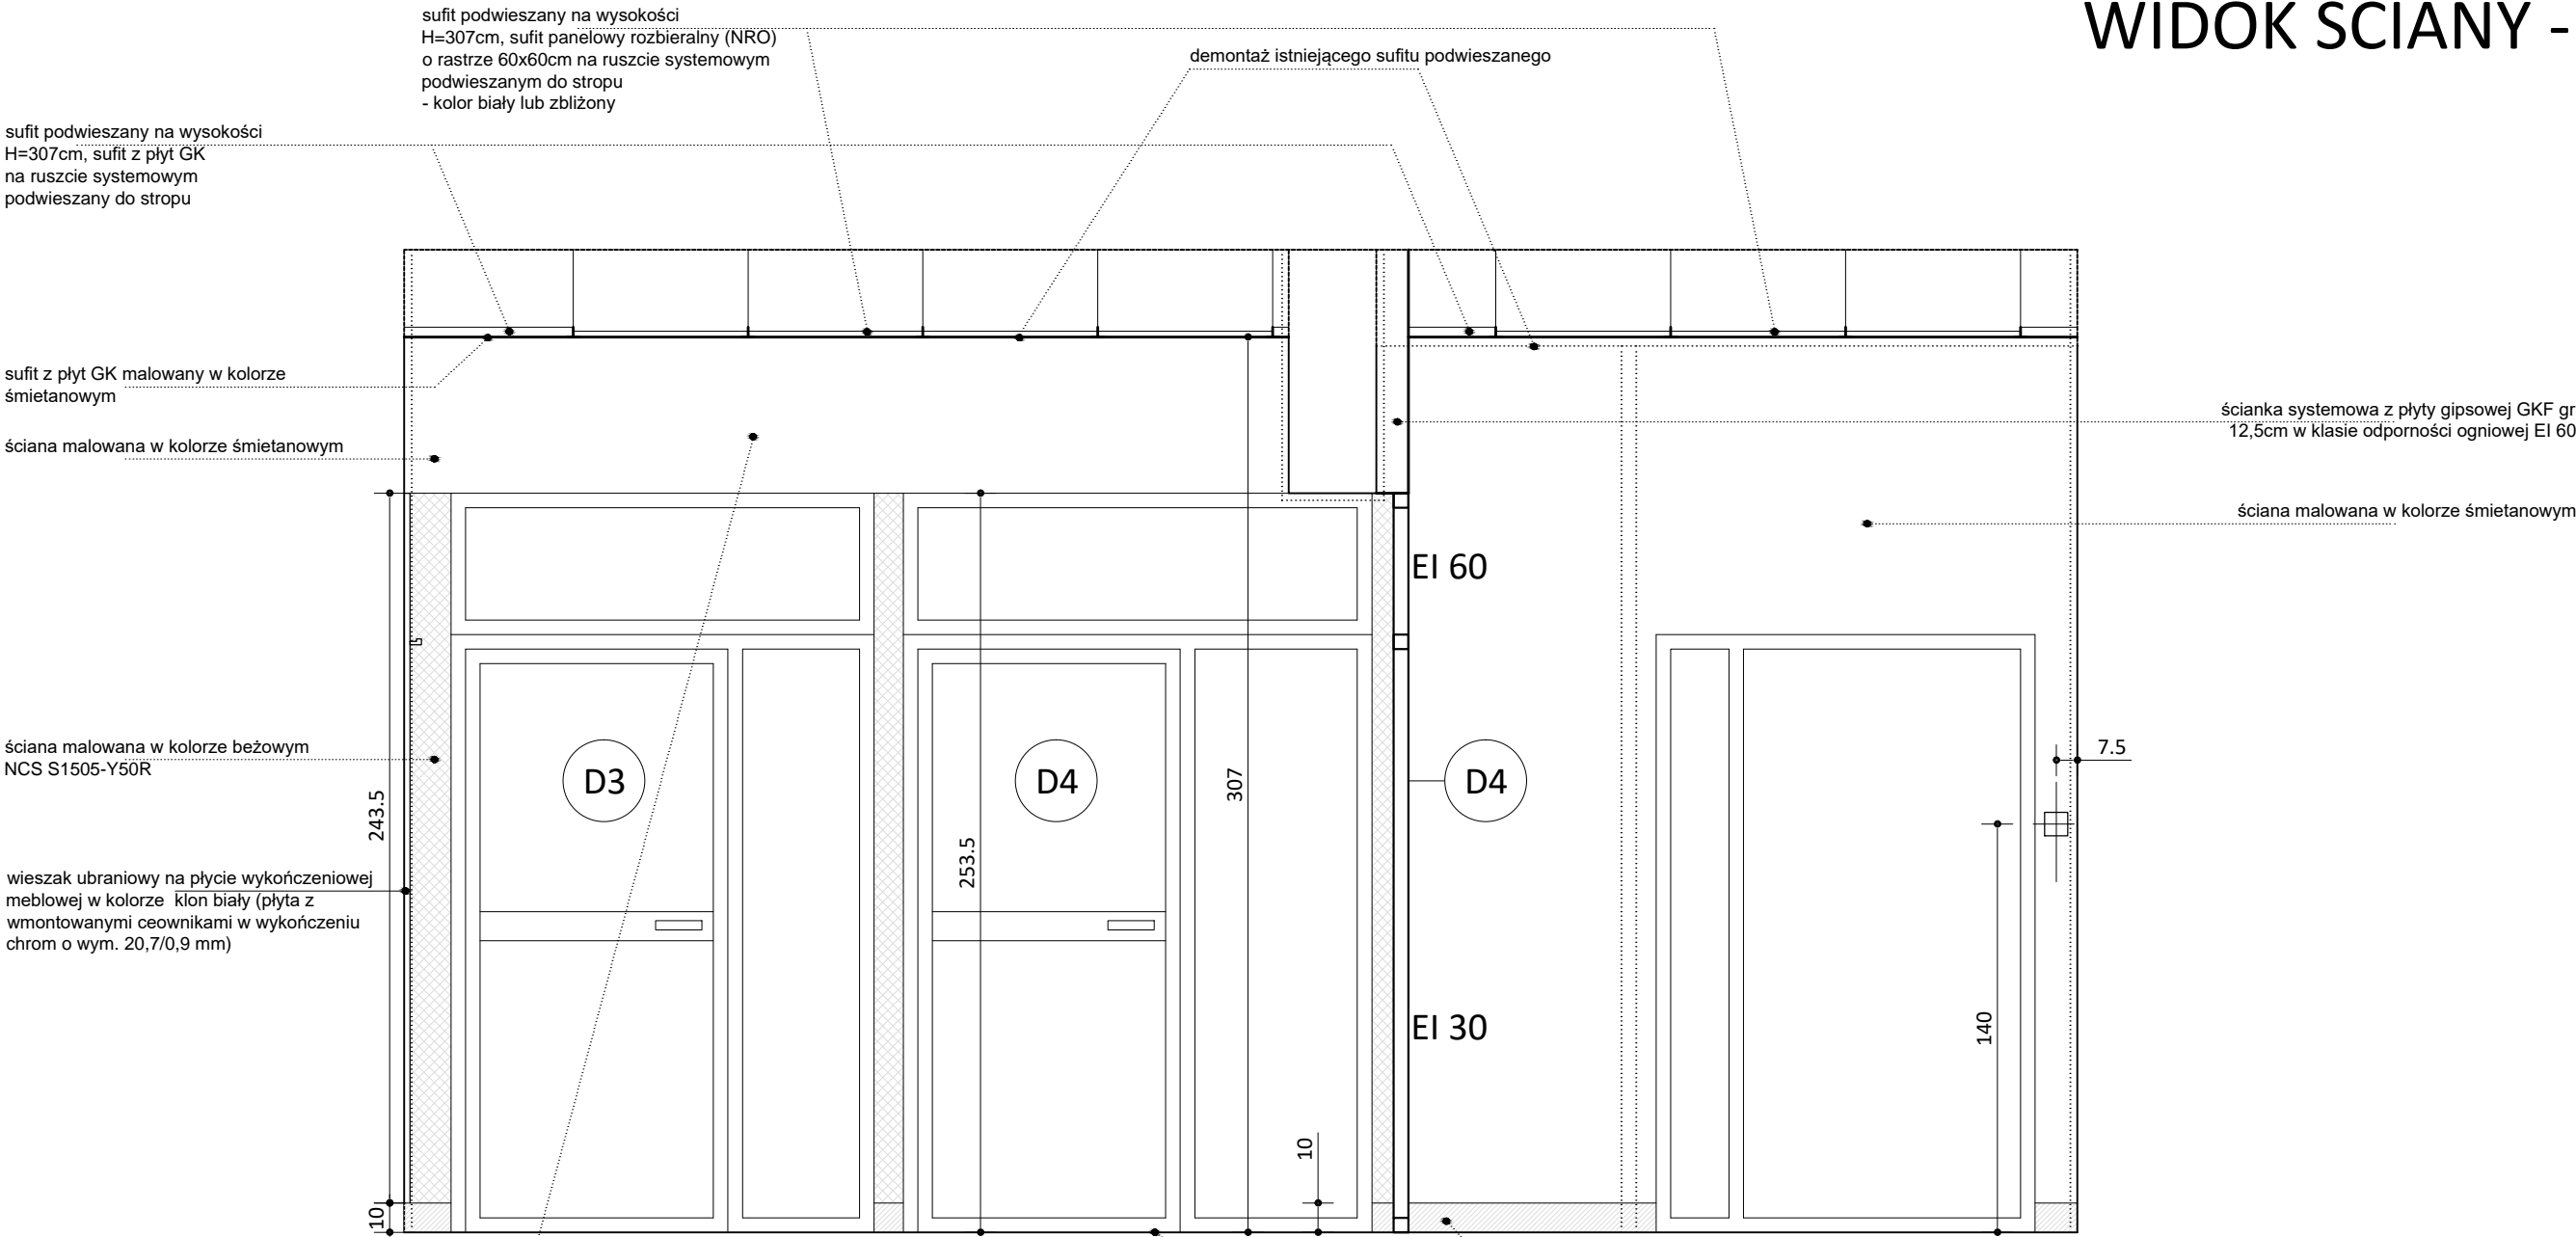 WIDOK ŚCIANY -
sufit podwieszany na wysokości
H=307cm, sufit panelowy rozbieralny (NRO)
o rastrze 60x60cm na ruszcie systemowym
podwieszanym do stropu
- kolor biały lub zbliżony
demontaż istniejącego sufitu podwieszanego
sufit podwieszany na wysokości
H=307cm, sufit z płyt GK
na ruszcie systemowym
podwieszany do stropu
sufit z płyt GK malowany w kolorze
śmietanowym
ściana malowana w kolorze śmietanowym
ścianka systemowa z płyty gipsowej GKF gr
12,5cm w klasie odporności ogniowej EI 60
ściana malowana w kolorze śmietanowym
EI 60
ściana malowana w kolorze beżowym
NCS S1505-Y50R
D3
D4
D4
7.5
243.5
253.5
307
wieszak ubraniowy na płycie wykończeniowej
meblowej w kolorze klon biały (płyta z
wmontowanymi ceownikami w wykończeniu
chrom o wym. 20,7/0,9 mm)
EI 30
140
10
10